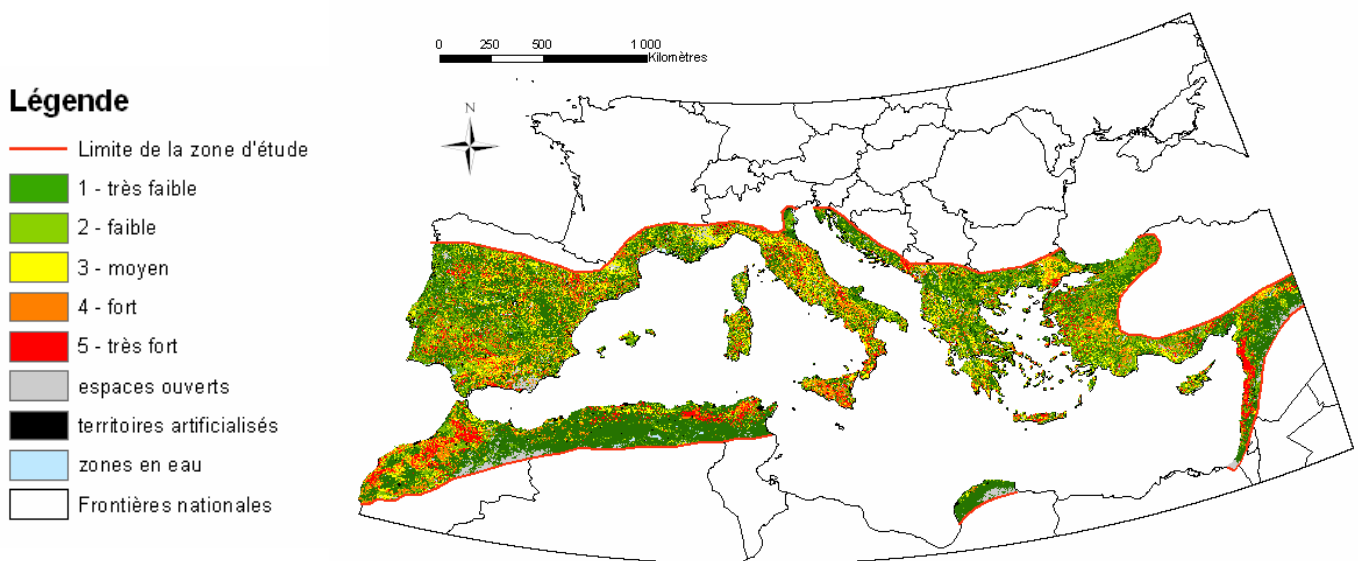 0 250 500 1 000
Kilomètres
N
Légende
Limite de la zone d'étude
1 - très faible
2 - faible
3 - moyen
4 - fort
5 - très fort
espaces ouverts
territoires artificialisés
zones en eau
Frontières nationales